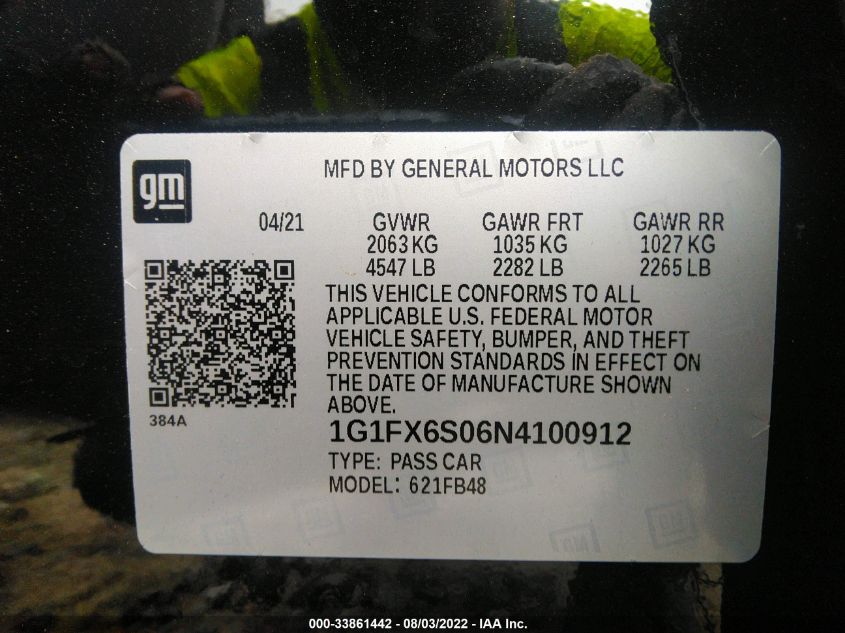 gm
MFD BY GENERAL MOTORS LLC
04/21 GVWR GAWR FRT GAWR RR
2063 KG 1035 KG 1027 KG
4547 LB 2282 LB 2265 LB
THIS VEHICLE CONFORMS TO ALL
APPLICABLE U.S. FEDERAL MOTOR
VEHICLE SAFETY, BUMPER, AND THEFT
PREVENTION STANDARDS IN EFFECT ON
THE DATE OF MANUFACTURE SHOWN
ABOVE.
384A
1G1FX6S06N4100912
TYPE: PASS CAR
MODEL: 621FB48
000-33861442 - 08/03/2022 - IAA Inc.